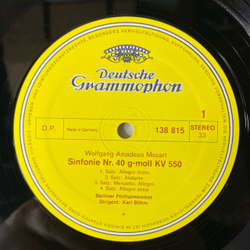 Deutsche
Grammophon
1
D.P.
Made in Germany
138 815
STEREO
33
Wolfgang Amadeus Mozart
Sinfonie Nr. 40 g-moll KV 550
1. Satz: Allegro molto
2. Satz: Andante
3. Satz: Menuetto: Allegro
4. Satz: Allegro assai
Berliner Philharmoniker
Dirigent: Karl Böhm